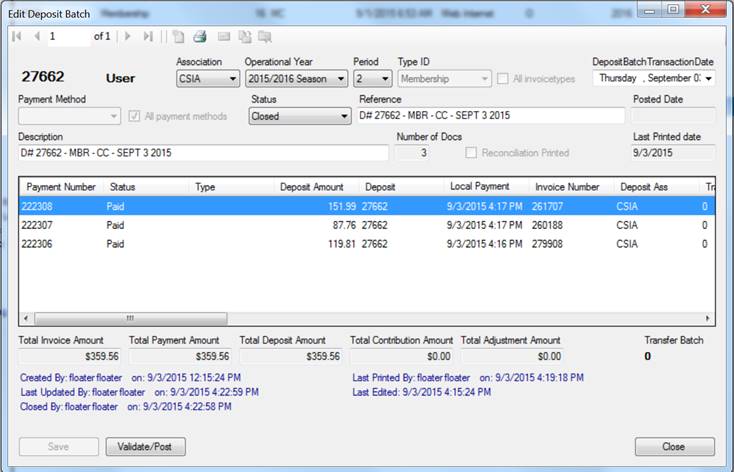 Edit Deposit Batch
1 of 1
Association Operational Year Period Type ID DepositBatchTransactionDate
27662 User CSIA 2015/2016 Season 2 Membership All invoicetypes Thursday , September 03
Payment Method Status Reference Posted Date
All payment methods Closed D# 27662 - MBR - CC - SEPT 3 2015
Description Number of Docs Last Printed date
D# 27662 - MBR - CC - SEPT 3 2015 3 Reconciliation Printed 9/3/2015
Payment Number Status Type Deposit Amount Deposit Local Payment Invoice Number Deposit Ass Tra
222308 Paid 151.99 27662 9/3/2015 4:17 PM 261707 CSIA 0
222307 Paid 87.76 27662 9/3/2015 4:17 PM 260188 CSIA 0
222306 Paid 119.81 27662 9/3/2015 4:16 PM 279908 CSIA 0
Total Invoice Amount Total Payment Amount Total Deposit Amount Total Contribution Amount Total Adjustment Amount Transfer Batch
$359.56 $359.56 $359.56 $0.00 $0.00 0
Created By: floater floater on: 9/3/2015 12:15:24 PM Last Printed By: floater floater on: 9/3/2015 4:19:18 PM
Last Updated By: floater floater on: 9/3/2015 4:22:59 PM Last Edited: 9/3/2015 4:15:24 PM
Closed By: floater floater on: 9/3/2015 4:22:58 PM
Save Validate/Post Close